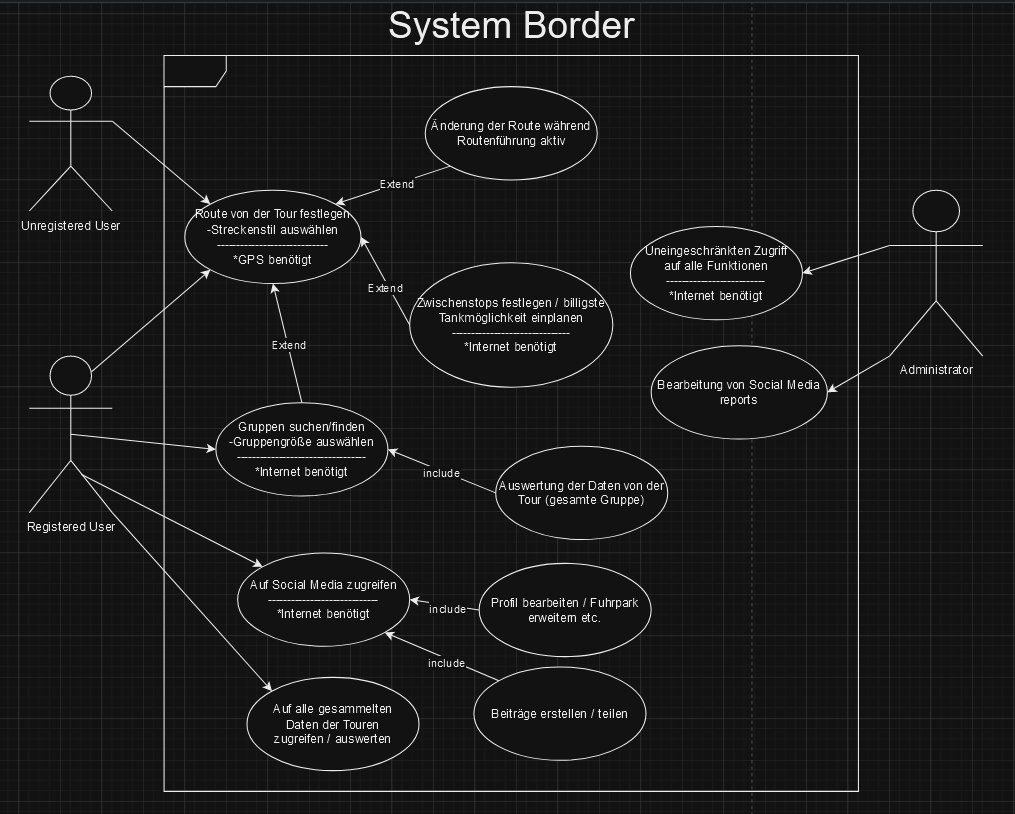 System Border
Änderung der Route während
Routenführung aktiv
Extend
Unregistered User
Route von der Tour festlegen
-Streckenstil auswählen
------------------------------
*GPS benötigt
Extend
Zwischenstops festlegen / billigste
Tankmöglichkeit einplanen
--------------------------------
*Internet benötigt
Uneingeschränkten Zugriff
auf alle Funktionen
---------------------------
*Internet benötigt
Administrator
Bearbeitung von Social Media
reports
Extend
Gruppen suchen/finden
-Gruppengröße auswählen
-----------------------------------
*Internet benötigt
include
Auswertung der Daten von der
Tour (gesamte Gruppe)
Registered User
Auf Social Media zugreifen
------------------------------
*Internet benötigt
include
Profil bearbeiten / Fuhrpark
erweitern etc.
include
Beiträge erstellen / teilen
Auf alle gesammelten
Daten der Touren
zugreifen / auswerten